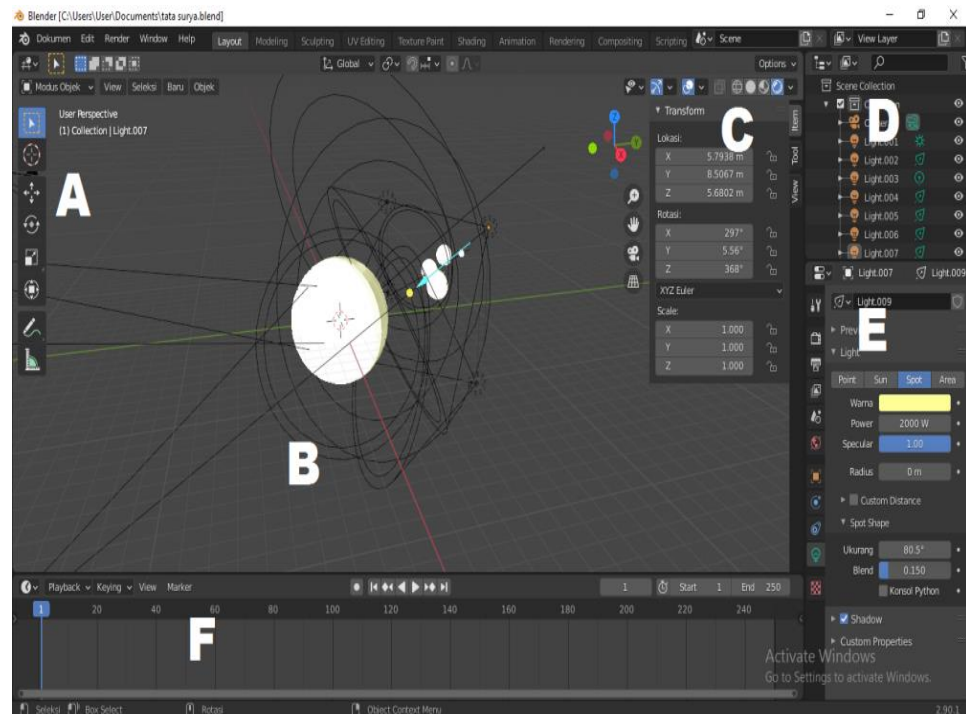 Blender [C:\Users\User\Documents\tata surya.blend]
Dokumen Edit Render Window Help Layout Modeling Sculpting UV Editing Texture Paint Shading Animation Rendering Compositing Scripting Scene View Layer
Global Options
Modus Objek View Seleksi Baru Objek
User Perspective
(1) Collection | Light.007
A
B
Z
Y
X
Transform
C
Lokasi:
X 5.7938 m
Y 8.5067 m
Z 5.6802 m
Rotasi:
X 297°
Y 5.56°
Z 368°
XYZ Euler
Scale:
X 1.000
Y 1.000
Z 1.000
Item
Tool
View
Scene Collection
D
Light.001
Light.002
Light.003
Light.004
Light.005
Light.006
Light.007
Light.007 Light.009
Light.009
E
Light
Point Sun Spot Area
Warna
Power 2000 W
Specular 1.00
Radius 0 m
Custom Distance
Spot Shape
Ukurang 80.5°
Blend 0.150
Konsol Python
Shadow
Custom Properties
Playback Keying View Marker 1 Start 1 End 250
1 20 40 60 80 100 120 140 160 180 200 220 240
F
Activate Windows
Go to Settings to activate Windows.
Seleksi Box Select Rotasi Object Context Menu 2.90.1